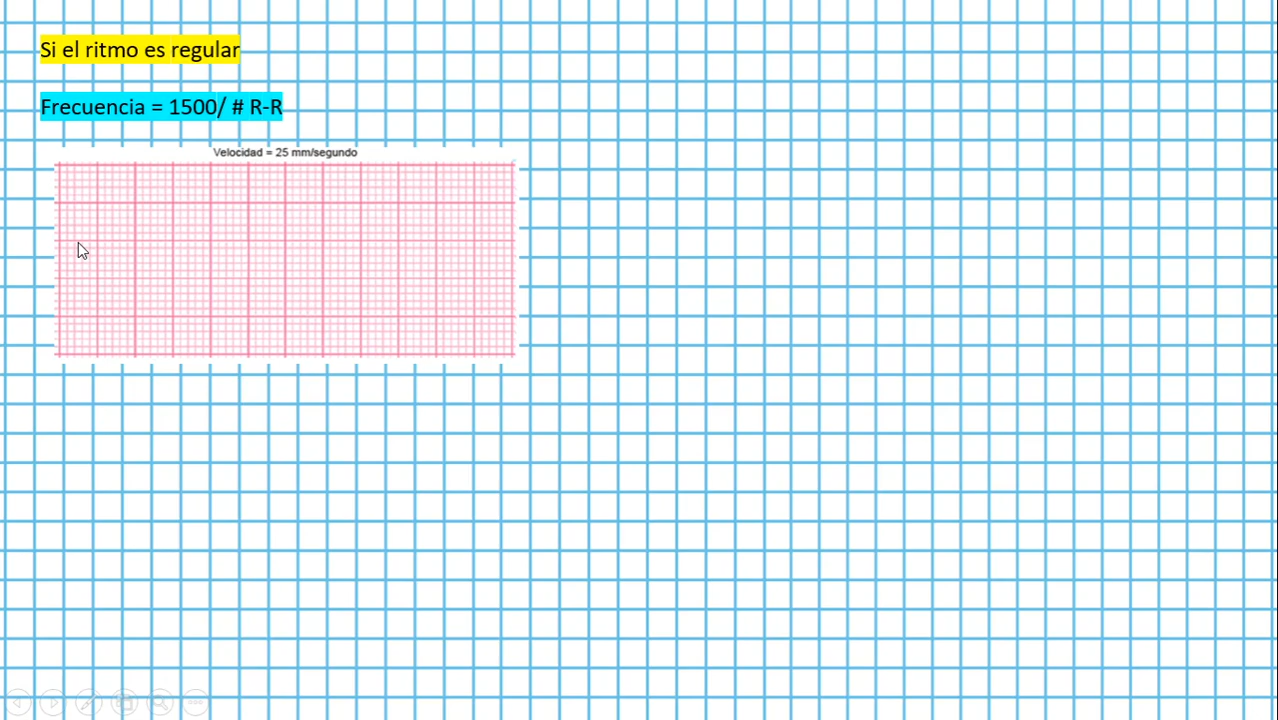 Si el ritmo es regular
Frecuencia = 1500/ # R-R
Velocidad = 25 mm/segundo